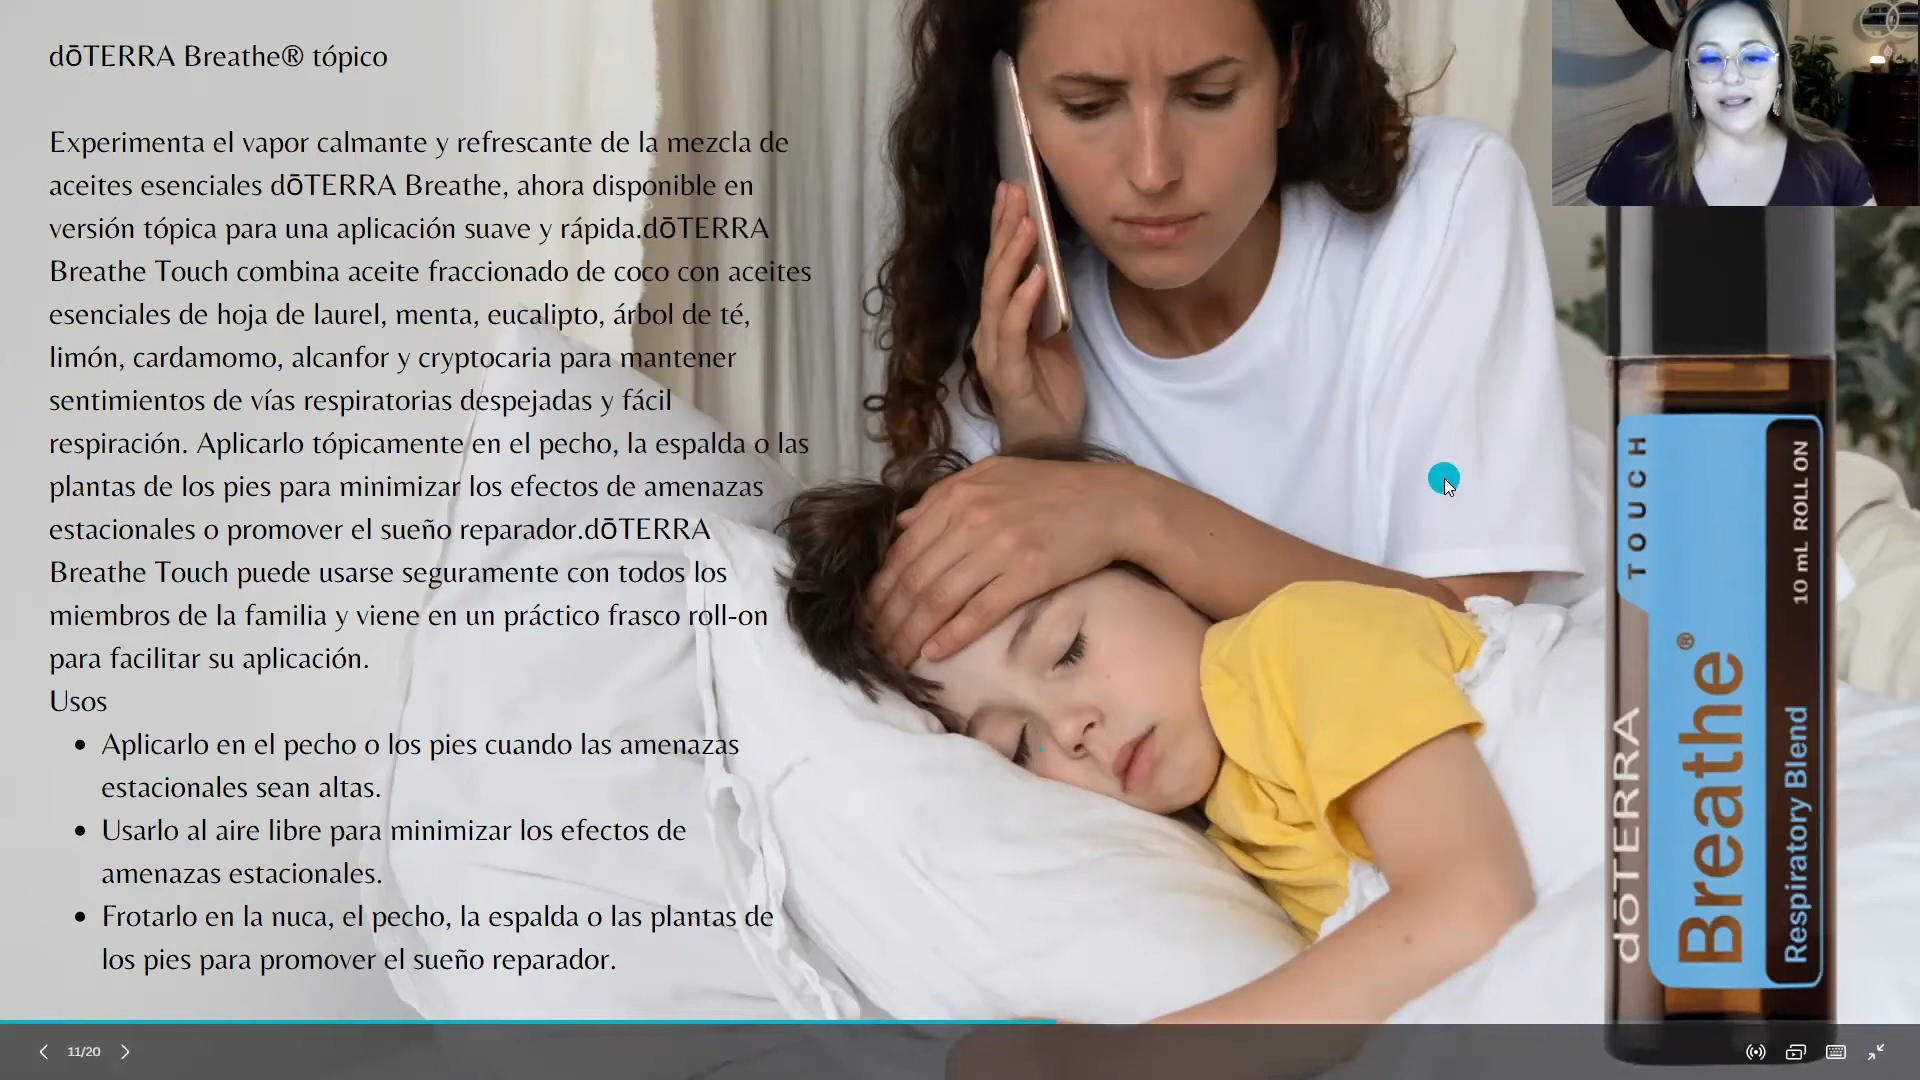 dōTERRA Breathe® tópico
Experimenta el vapor calmante y refrescante de la mezcla de
aceites esenciales dōTERRA Breathe, ahora disponible en
versión tópica para una aplicación suave y rápida.dōTERRA
Breathe Touch combina aceite fraccionado de coco con aceites
esenciales de hoja de laurel, menta, eucalipto, árbol de té,
limón, cardamomo, alcanfor y cryptocaria para mantener
sentimientos de vías respiratorias despejadas y fácil
respiración. Aplicarlo tópicamente en el pecho, la espalda o las
plantas de los pies para minimizar los efectos de amenazas
estacionales o promover el sueño reparador.dōTERRA
Breathe Touch puede usarse seguramente con todos los
miembros de la familia y viene en un práctico frasco roll-on
para facilitar su aplicación.
Usos
• Aplicarlo en el pecho o los pies cuando las amenazas
estacionales sean altas.
• Usarlo al aire libre para minimizar los efectos de
amenazas estacionales.
• Frotarlo en la nuca, el pecho, la espalda o las plantas de
los pies para promover el sueño reparador.
dōTERRA TOUCH
Breathe®
Respiratory Blend 10 mL ROLL ON
11/20